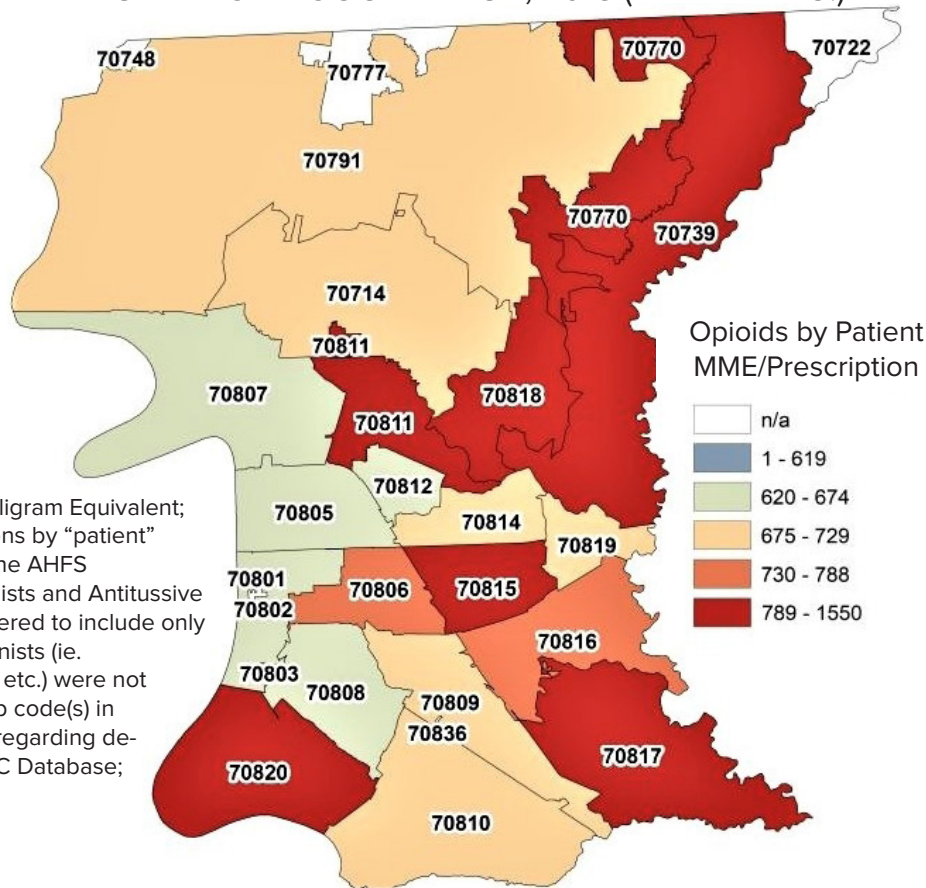 70748
70777
70770
70722
70791
70770
70739
70714
70811
70807
70818
70811
70812
70805
70814
70819
70801
70806
70815
70802
70816
70803
70808
70809
70836
70817
70820
70810
Opioids by Patient
MME/Prescription
n/a
1 - 619
620 - 674
675 - 729
730 - 788
789 - 1550
ligram Equivalent;
ns by “patient”
ne AHFS
ists and Antitussive
ered to include only
nists (ie.
etc.) were not
code(s) in
regarding de-
C Database;